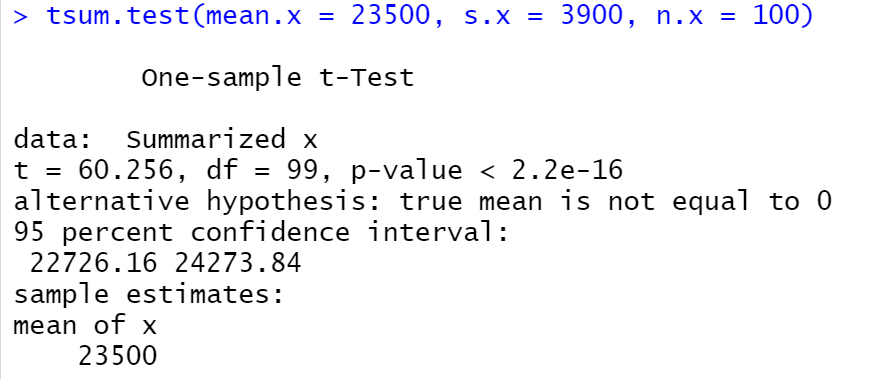 > tsum.test(mean.x = 23500, s.x = 3900, n.x = 100)
One-sample t-Test
data:  Summarized x
t = 60.256, df = 99, p-value < 2.2e-16
alternative hypothesis: true mean is not equal to 0
95 percent confidence interval:
22726.16 24273.84
sample estimates:
mean of x
23500